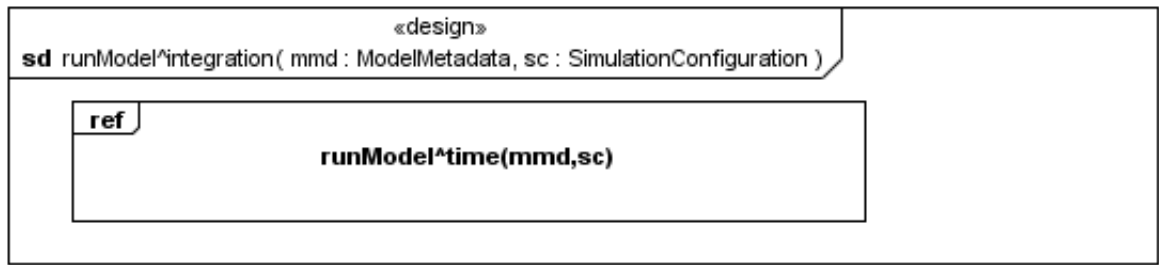 «design»
sd runModel^integration( mmd : ModelMetadata, sc : SimulationConfiguration )
ref
runModel^time(mmd,sc)